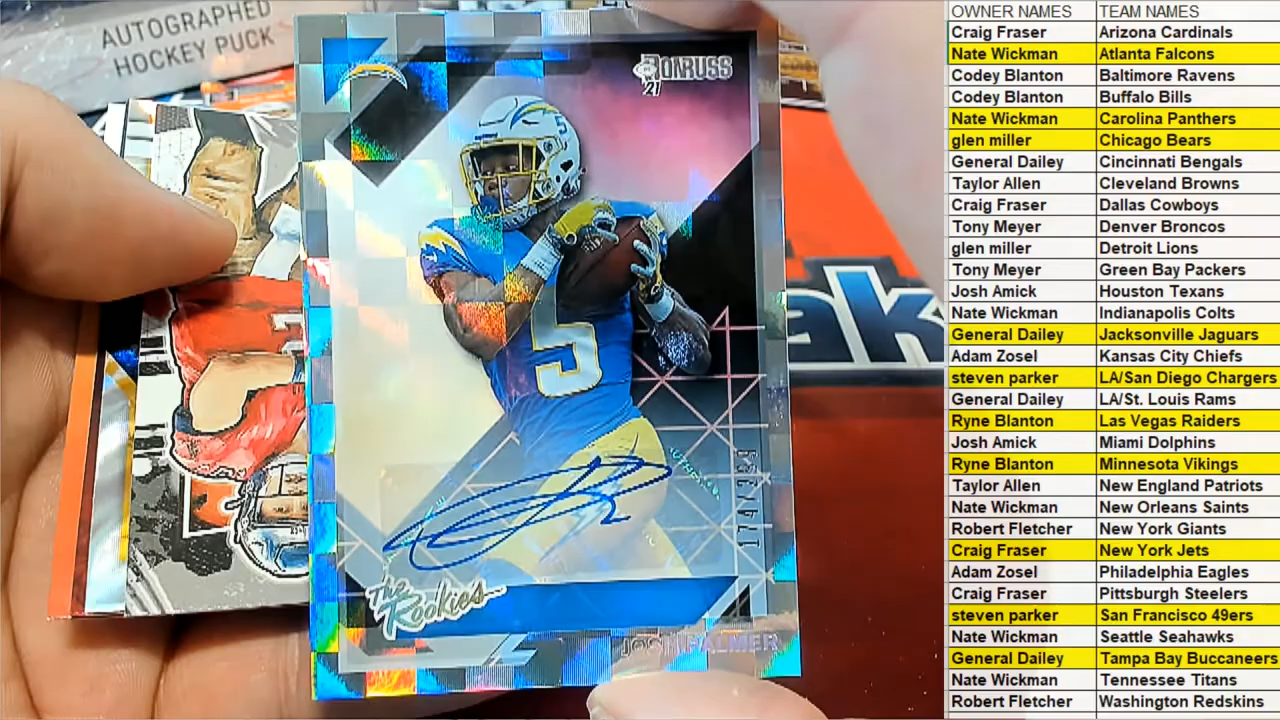 AUTOGRAPHED
HOCKEY PUCK
DONRUSS
21
5
5
174/399
The
Rookies
JOSH PALMER
ak
OWNER NAMES TEAM NAMES
Craig Fraser Arizona Cardinals
Nate Wickman Atlanta Falcons
Codey Blanton Baltimore Ravens
Codey Blanton Buffalo Bills
Nate Wickman Carolina Panthers
glen miller Chicago Bears
General Dailey Cincinnati Bengals
Taylor Allen Cleveland Browns
Craig Fraser Dallas Cowboys
Tony Meyer Denver Broncos
glen miller Detroit Lions
Tony Meyer Green Bay Packers
Josh Amick Houston Texans
Nate Wickman Indianapolis Colts
General Dailey Jacksonville Jaguars
Adam Zosel Kansas City Chiefs
steven parker LA/San Diego Chargers
General Dailey LA/St. Louis Rams
Ryne Blanton Las Vegas Raiders
Josh Amick Miami Dolphins
Ryne Blanton Minnesota Vikings
Taylor Allen New England Patriots
Nate Wickman New Orleans Saints
Robert Fletcher New York Giants
Craig Fraser New York Jets
Adam Zosel Philadelphia Eagles
Craig Fraser Pittsburgh Steelers
steven parker San Francisco 49ers
Nate Wickman Seattle Seahawks
General Dailey Tampa Bay Buccaneers
Nate Wickman Tennessee Titans
Robert Fletcher Washington Redskins